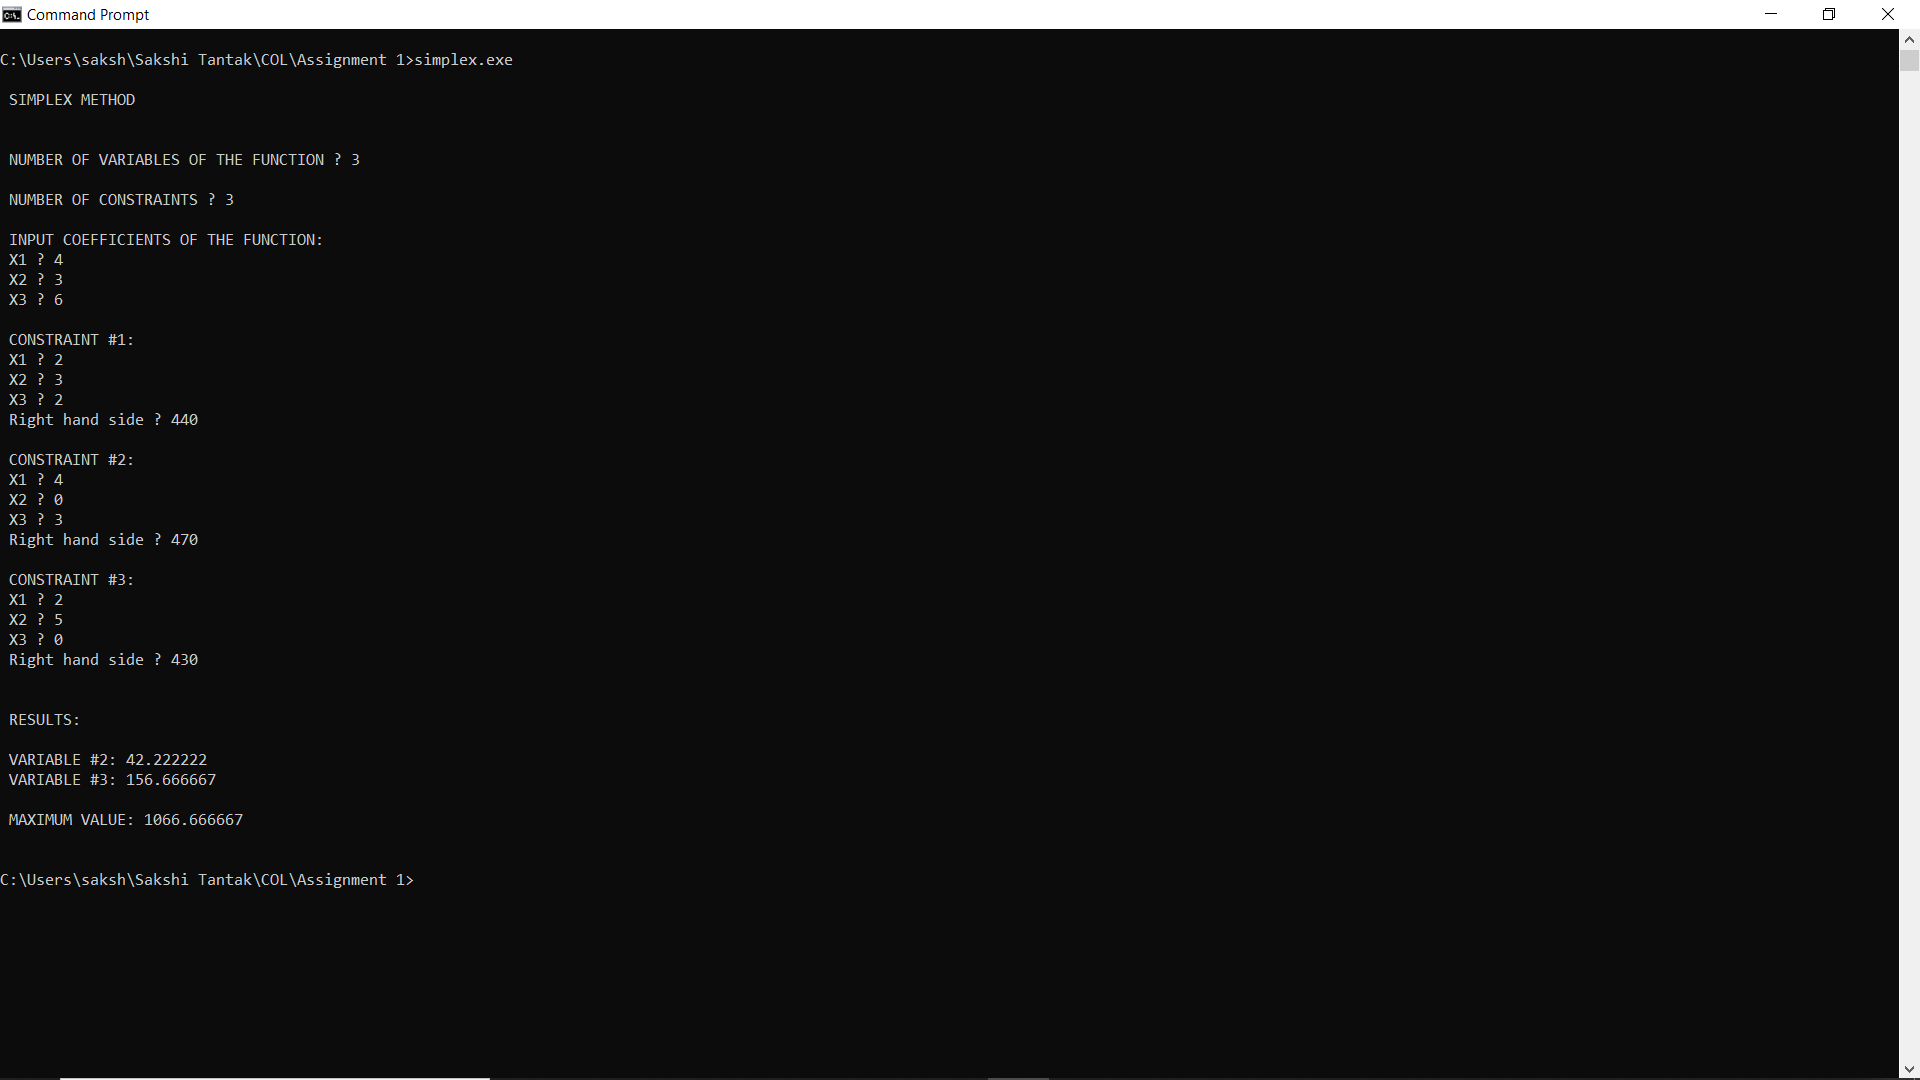 Command Prompt
C:\Users\saksh\Sakshi Tantak\COL\Assignment 1>simplex.exe
SIMPLEX METHOD
NUMBER OF VARIABLES OF THE FUNCTION ? 3
NUMBER OF CONSTRAINTS ? 3
INPUT COEFFICIENTS OF THE FUNCTION:
X1 ? 4
X2 ? 3
X3 ? 6
CONSTRAINT #1:
X1 ? 2
X2 ? 3
X3 ? 2
Right hand side ? 440
CONSTRAINT #2:
X1 ? 4
X2 ? 0
X3 ? 3
Right hand side ? 470
CONSTRAINT #3:
X1 ? 2
X2 ? 5
X3 ? 0
Right hand side ? 430
RESULTS:
VARIABLE #2: 42.222222
VARIABLE #3: 156.666667
MAXIMUM VALUE: 1066.666667
C:\Users\saksh\Sakshi Tantak\COL\Assignment 1>